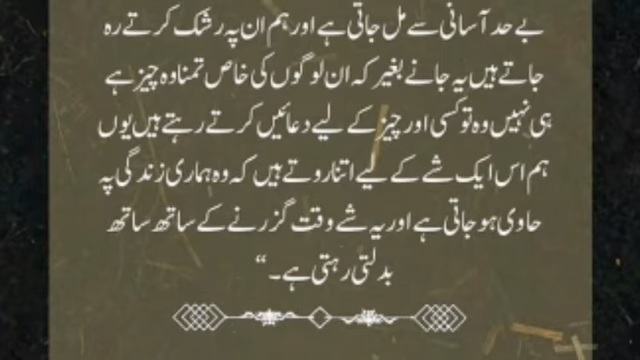 بے حد آسانی سے مل جاتی ہے اور ہم ان پہ رشک کرتے رہ
جاتے ہیں یہ جانے بغیر کہ ان لوگوں کی خاص تمنا وہ چیز ہے
ہی نہیں وہ تو کسی اور چیز کے لیے دعائیں کرتے رہتے ہیں یوں
ہم اس ایک شے کے لیے اتنا روتے ہیں کہ وہ ہماری زندگی پہ
حاوی ہو جاتی ہے اور یہ شے وقت گزرنے کے ساتھ ساتھ
بدلتی رہتی ہے۔“